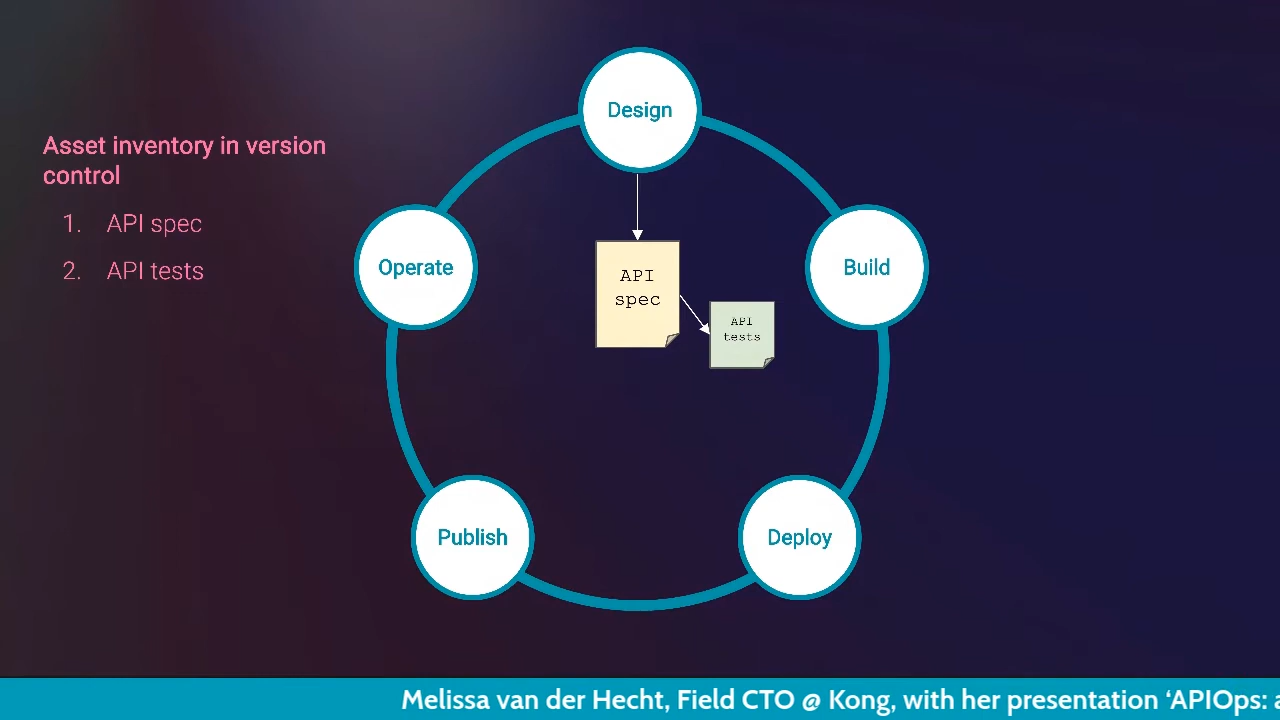 Design
Asset inventory in version
control
1. API spec
2. API tests
Operate
Build
API
spec
API
tests
Publish
Deploy
Melissa van der Hecht, Field CTO @ Kong, with her presentation ‘APIOps: a